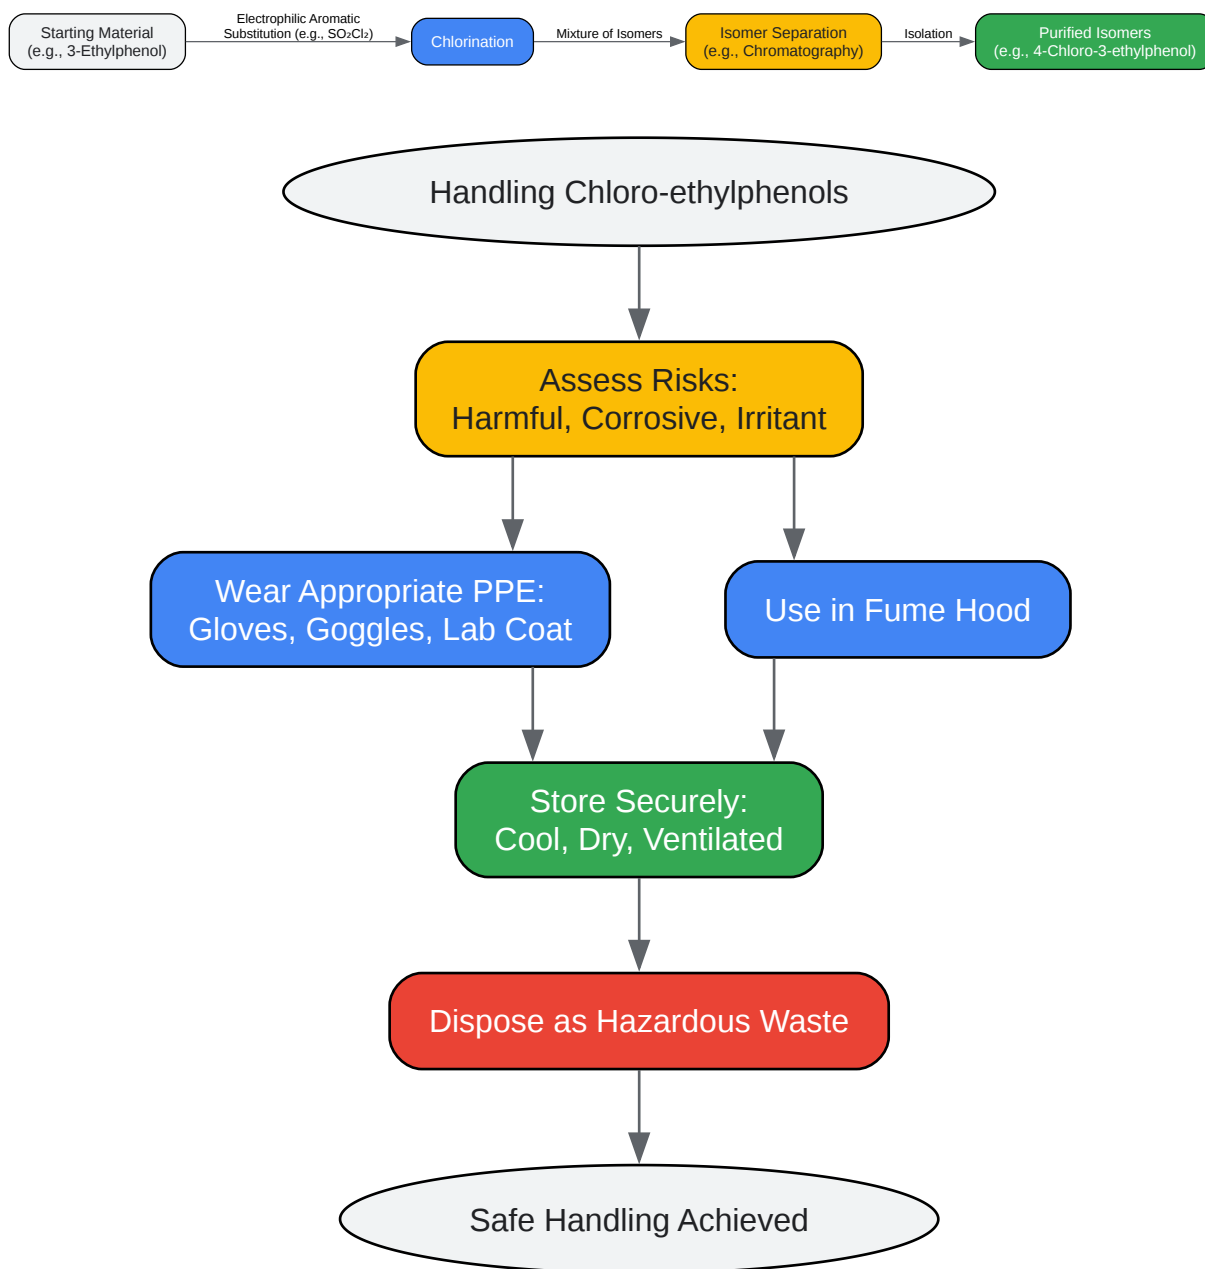 Starting Material
(e.g., 3-Ethylphenol)
Electrophilic Aromatic
Substitution (e.g., SO₂Cl₂)
Chlorination
Mixture of Isomers
Isomer Separation
(e.g., Chromatography)
Isolation
Purified Isomers
(e.g., 4-Chloro-3-ethylphenol)
Handling Chloro-ethylphenols
Assess Risks:
Harmful, Corrosive, Irritant
Wear Appropriate PPE:
Gloves, Goggles, Lab Coat
Use in Fume Hood
Store Securely:
Cool, Dry, Ventilated
Dispose as Hazardous Waste
Safe Handling Achieved